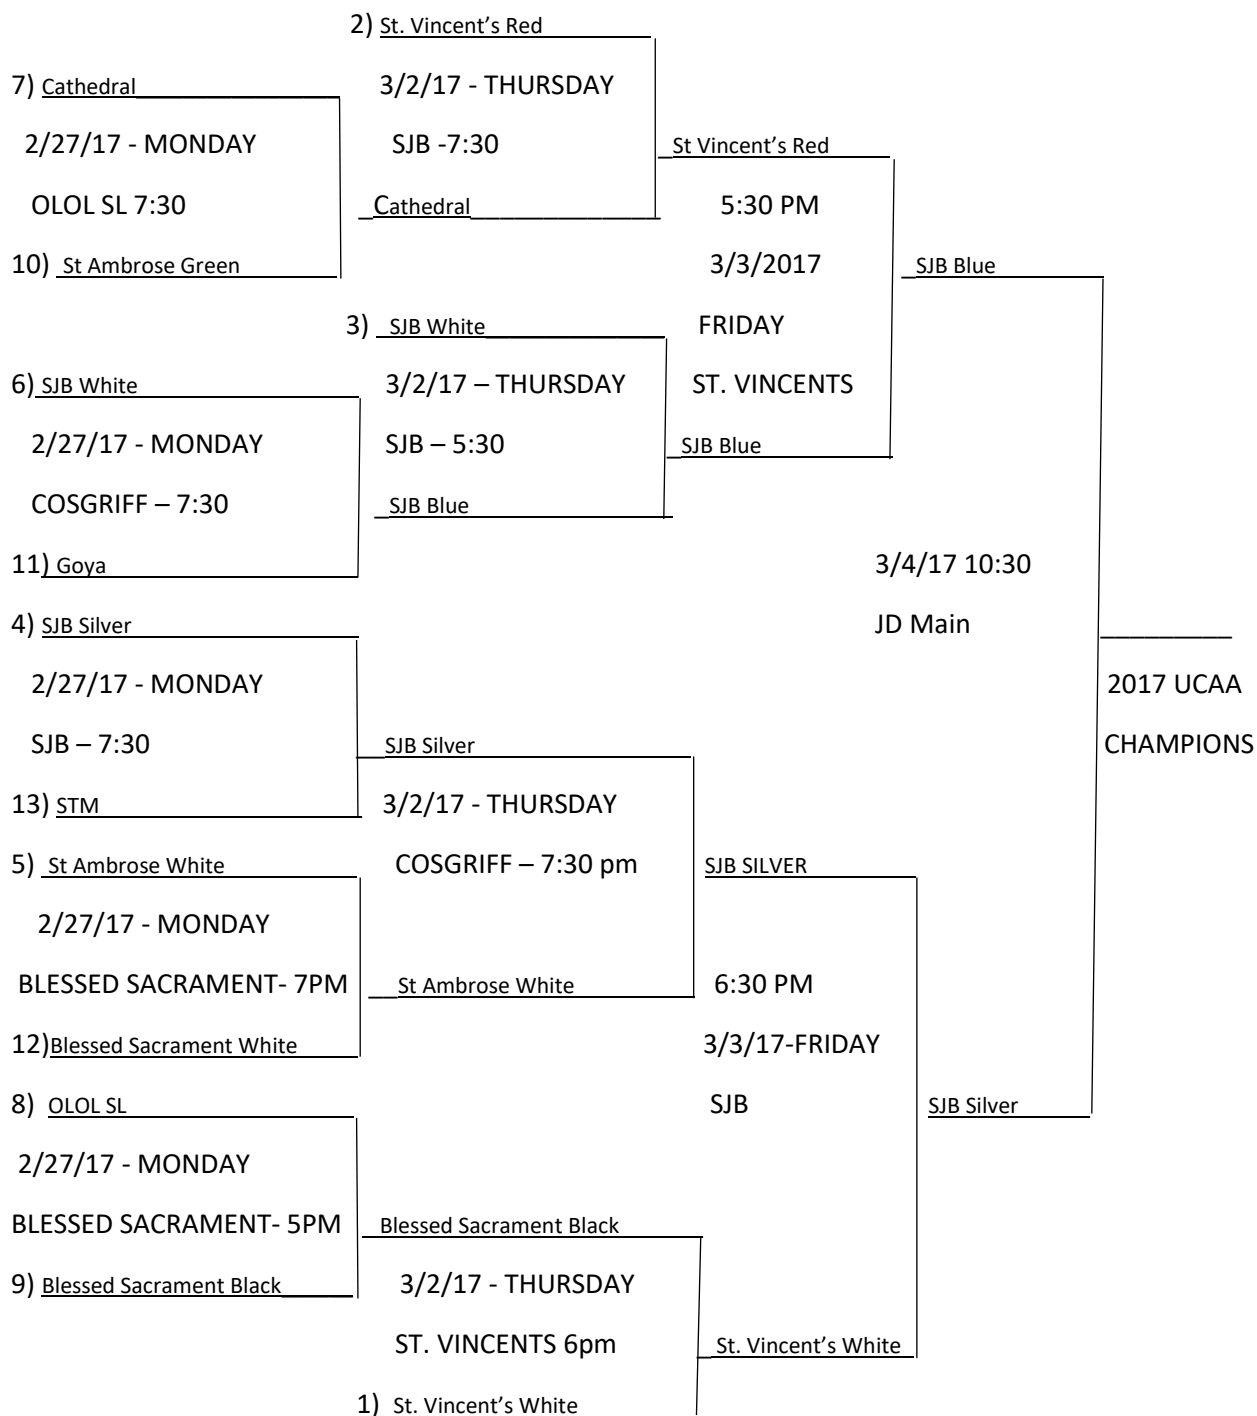 2) St. Vincent's Red
7) Cathedral
3/2/17 - THURSDAY
2/27/17 - MONDAY
SJB -7:30
St Vincent's Red
OLOL SL 7:30
Cathedral
5:30 PM
10) St Ambrose Green
3/3/2017
SJB Blue
3) SJB White
FRIDAY
6) SJB White
3/2/17 – THURSDAY
ST. VINCENTS
2/27/17 - MONDAY
SJB – 5:30
SJB Blue
COSGRIFF – 7:30
SJB Blue
11) Goya
3/4/17 10:30
4) SJB Silver
JD Main
2/27/17 - MONDAY
2017 UCAA
SJB – 7:30
SJB Silver
CHAMPIONS
13) STM
3/2/17 - THURSDAY
5) St Ambrose White
COSGRIFF – 7:30 pm
SJB SILVER
2/27/17 - MONDAY
BLESSED SACRAMENT- 7PM
St Ambrose White
6:30 PM
12)Blessed Sacrament White
3/3/17-FRIDAY
8) OLOL SL
SJB
SJB Silver
2/27/17 - MONDAY
BLESSED SACRAMENT- 5PM
Blessed Sacrament Black
9) Blessed Sacrament Black
3/2/17 - THURSDAY
ST. VINCENTS 6pm
St. Vincent's White
1) St. Vincent's White